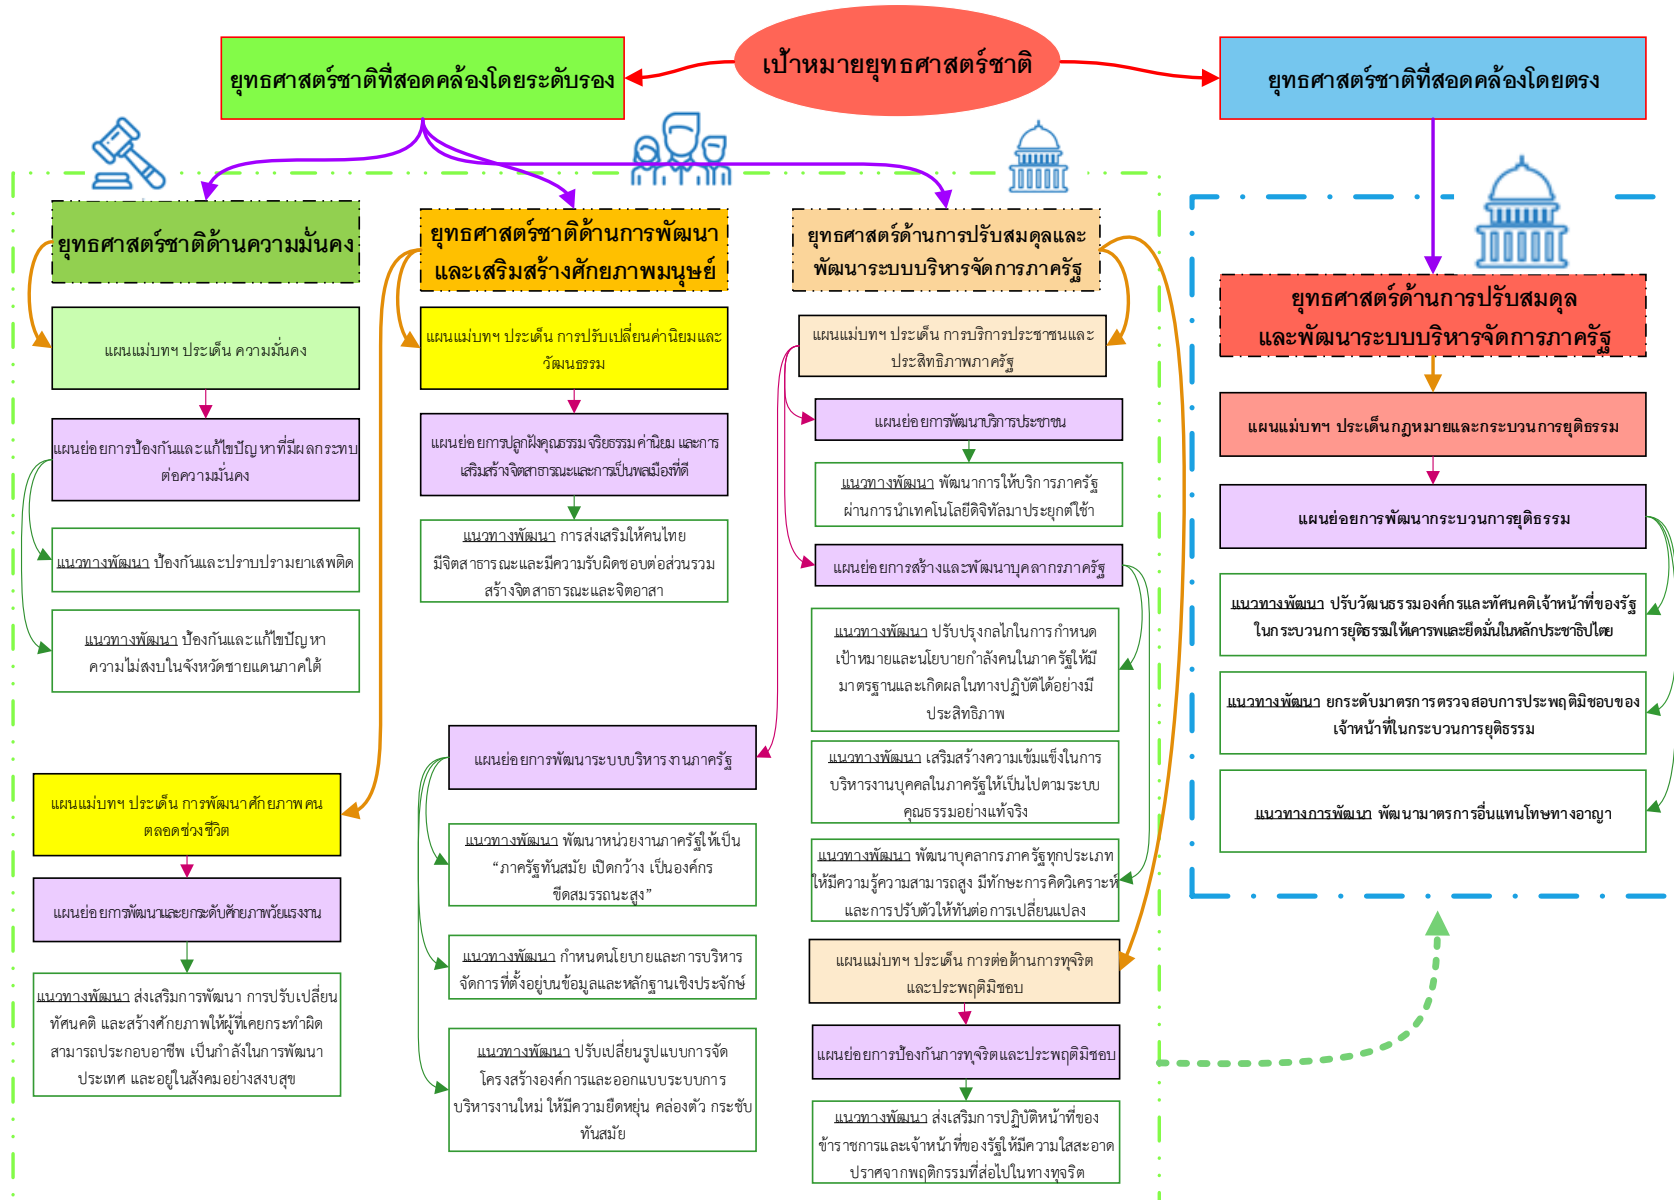 เป้าหมายยุทธศาสตร์ชาติ
ยุทธศาสตร์ชาติที่สอดคล้องโดยระดับรอง
ยุทธศาสตร์ชาติที่สอดคล้องโดยตรง
ยุทธศาสตร์ชาติด้านความมั่นคง
แผนแม่บทฯ ประเด็น ความมั่นคง
แผนย่อยการป้องกันและแก้ไขปัญหาที่มีผลกระทบ
ต่อความมั่นคง
แนวทางพัฒนา ป้องกันและปราบปรามยาเสพติด
แนวทางพัฒนา ป้องกันและแก้ไขปัญหา
ความไม่สงบในจังหวัดชายแดนภาคใต้
ยุทธศาสตร์ชาติด้านการพัฒนา
และเสริมสร้างศักยภาพมนุษย์
แผนแม่บทฯ ประเด็น การปรับเปลี่ยนค่านิยมและ
วัฒนธรรม
แผนย่อยการปลูกฝังคุณธรรม จริยธรรม ค่านิยม และการ
เสริมสร้างจิตสาธารณะและการเป็นพลเมืองที่ดี
แนวทางพัฒนา การส่งเสริมให้คนไทย
มีจิตสาธารณะและมีความรับผิดชอบต่อส่วนรวม
สร้างจิตสาธารณะและจิตอาสา
แผนแม่บทฯ ประเด็น การพัฒนาศักยภาพคน
ตลอดช่วงชีวิต
แผนย่อยการพัฒนาและยกระดับศักยภาพวัยแรงงาน
แนวทางพัฒนา ส่งเสริมการพัฒนา การปรับเปลี่ยน
ทัศนคติ และสร้างศักยภาพให้ผู้ที่เคยกระทำผิด
สามารถประกอบอาชีพ เป็นกำลังในการพัฒนา
ประเทศ และอยู่ในสังคมอย่างสงบสุข
ยุทธศาสตร์ด้านการปรับสมดุลและ
พัฒนาระบบบริหารจัดการภาครัฐ
แผนแม่บทฯ ประเด็น การบริการประชาชนและ
ประสิทธิภาพภาครัฐ
แผนย่อยการพัฒนาบริการประชาชน
แนวทางพัฒนา พัฒนาการให้บริการภาครัฐ
ผ่านการนำเทคโนโลยีดิจิทัลมาประยุกต์ใช้า
แผนย่อยการสร้างและพัฒนาบุคลากรภาครัฐ
แนวทางพัฒนา ปรับปรุงกลไกในการกำหนด
เป้าหมายและนโยบายกำลังคนในภาครัฐให้มี
มาตรฐานและเกิดผลในทางปฏิบัติได้อย่างมี
ประสิทธิภาพ
แนวทางพัฒนา เสริมสร้างความเข้มแข็งในการ
บริหารงานบุคคลในภาครัฐให้เป็นไปตามระบบ
คุณธรรมอย่างแท้จริง
แนวทางพัฒนา พัฒนาบุคลากรภาครัฐทุกประเภท
ให้มีความรู้ความสามารถสูง มีทักษะการคิดวิเคราะห์
และการปรับตัวให้ทันต่อการเปลี่ยนแปลง
แผนย่อยการพัฒนาระบบบริหารงานภาครัฐ
แนวทางพัฒนา พัฒนาหน่วยงานภาครัฐให้เป็น
“ภาครัฐทันสมัย เปิดกว้าง เป็นองค์กร
ขีดสมรรถนะสูง”
แนวทางพัฒนา กำหนดนโยบายและการบริหาร
จัดการที่ตั้งอยู่บนข้อมูลและหลักฐานเชิงประจักษ์
แนวทางพัฒนา ปรับเปลี่ยนรูปแบบการจัด
โครงสร้างองค์การและออกแบบระบบการ
บริหารงานใหม่ ให้มีความยืดหยุ่น คล่องตัว กระชับ
ทันสมัย
แผนแม่บทฯ ประเด็น การต่อต้านการทุจริต
และประพฤติมิชอบ
แผนย่อยการป้องกันการทุจริตและประพฤติมิชอบ
แนวทางพัฒนา ส่งเสริมการปฏิบัติหน้าที่ของ
ข้าราชการและเจ้าหน้าที่ของรัฐให้มีความใสสะอาด
ปราศจากพฤติกรรมที่ส่อไปในทางทุจริต
ยุทธศาสตร์ด้านการปรับสมดุล
และพัฒนาระบบบริหารจัดการภาครัฐ
แผนแม่บทฯ ประเด็นกฎหมายและกระบวนการยุติธรรม
แผนย่อยการพัฒนากระบวนการยุติธรรม
แนวทางพัฒนา ปรับวัฒนธรรมองค์กรและทัศนคติเจ้าหน้าที่ของรัฐ
ในกระบวนการยุติธรรมให้เคารพและยึดมั่นในหลักประชาธิปไตย
แนวทางพัฒนา ยกระดับมาตรการตรวจสอบการประพฤติมิชอบของ
เจ้าหน้าที่ในกระบวนการยุติธรรม
แนวทางการพัฒนา พัฒนามาตรการอื่นแทนโทษทางอาญา